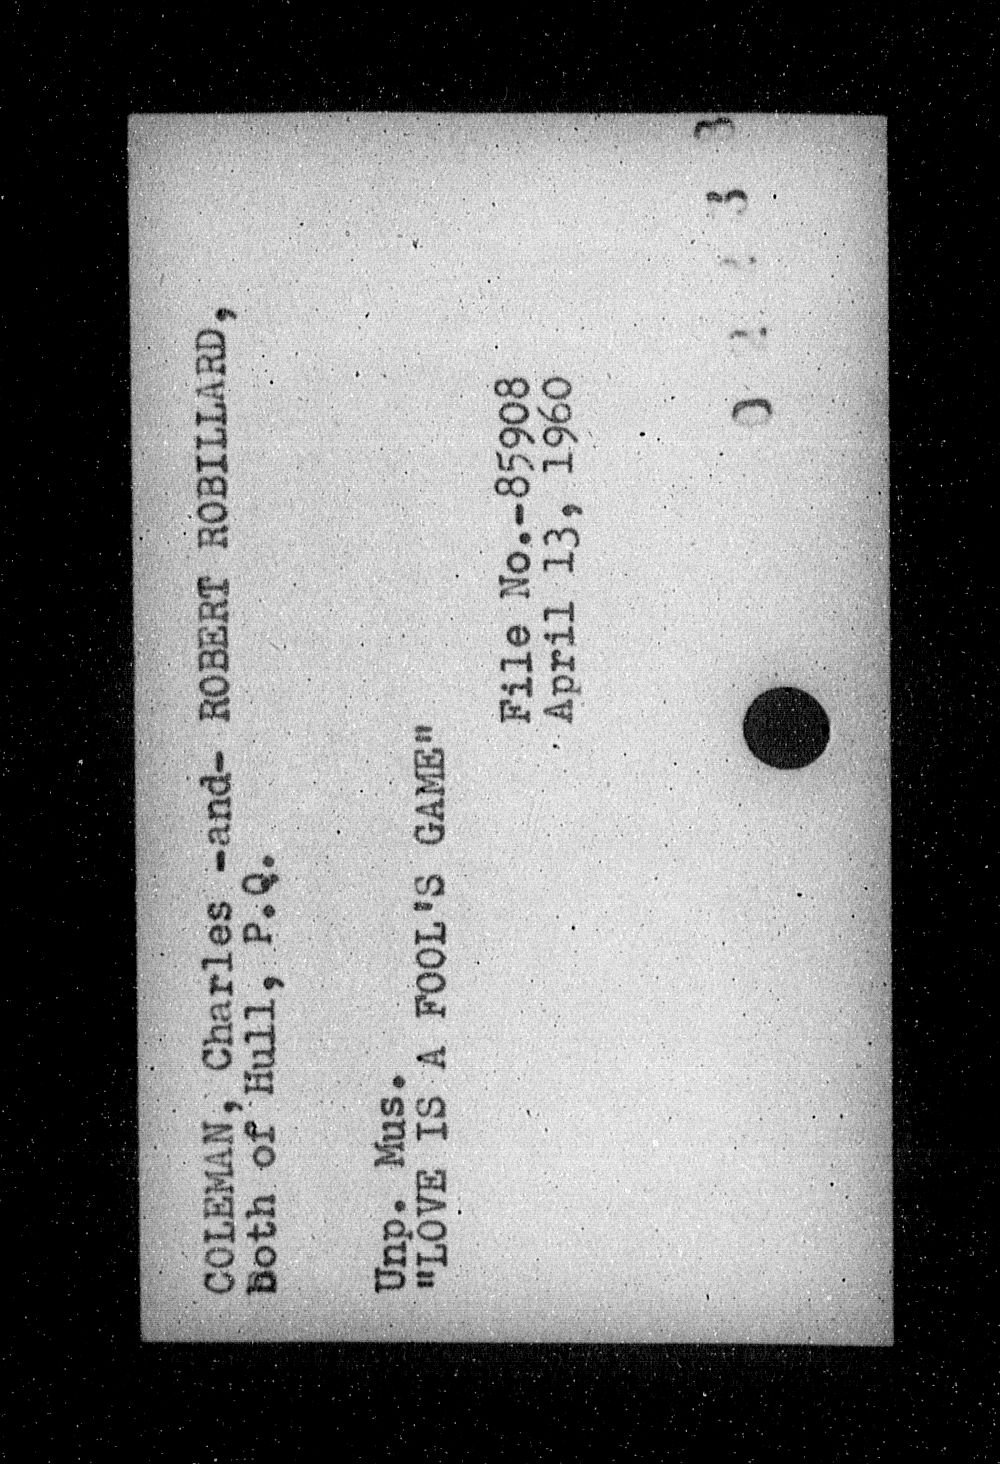 COLEMAN, Charles -and- ROBERT ROBILLARD,
Both of Hull, P.Q.
Unp. Mus.
"LOVE IS A FOOL'S GAME"
File No.-85908
April 13, 1960